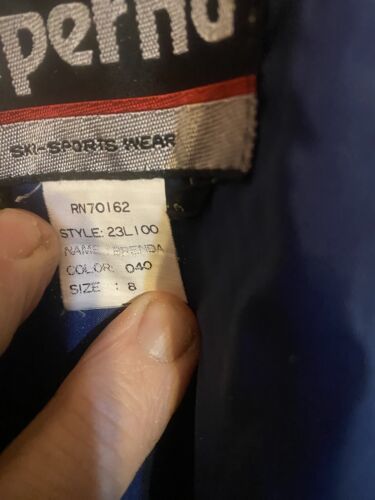 SKI-SPORTS WEAR
RN70162
STYLE: 23L100
NAME: BRENDA
COLOR: 040
SIZE : 8